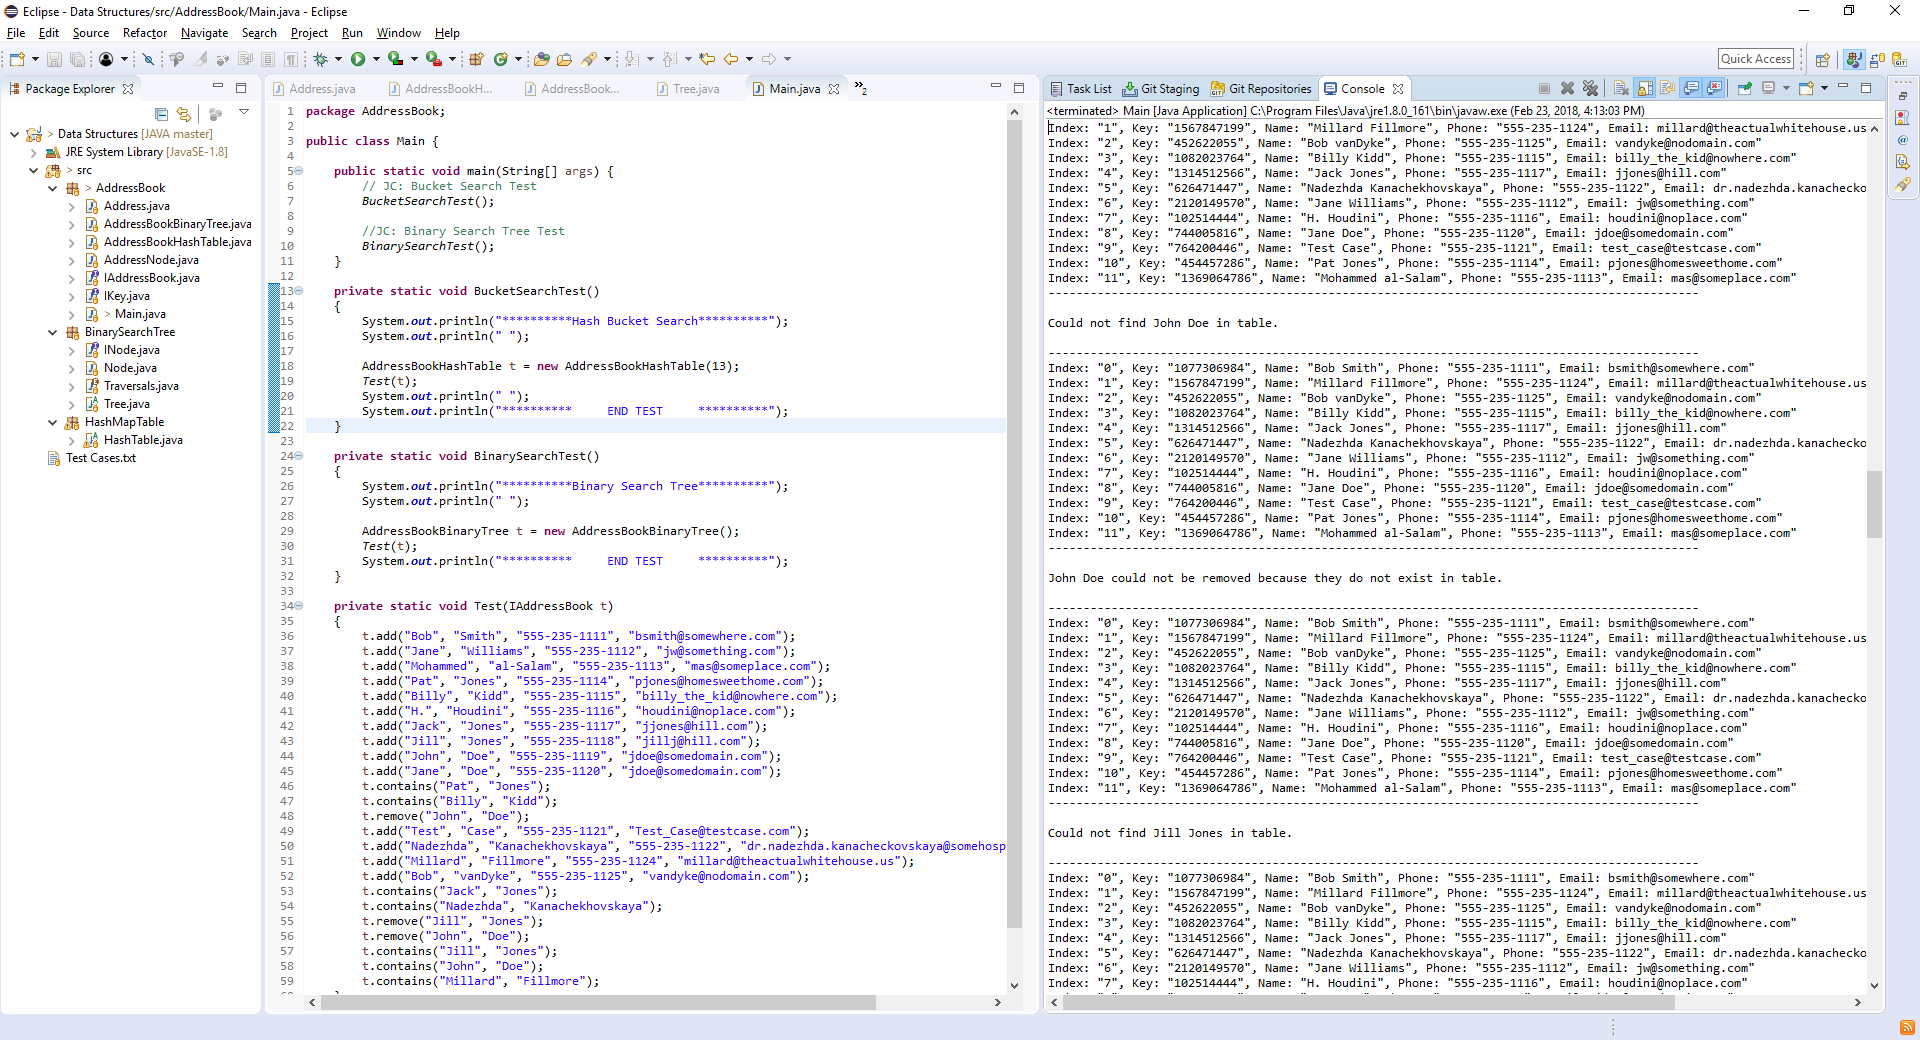 Eclipse - Data Structures/src/AddressBook/Main.java - Eclipse
File Edit Source Refactor Navigate Search Project Run Window Help
Quick Access
Package Explorer
> Data Structures [JAVA master]
JRE System Library [JavaSE-1.8]
> src
> AddressBook
Address.java
AddressBookBinaryTree.java
AddressBookHashTable.java
AddressNode.java
IAddressBook.java
IKey.java
> Main.java
BinarySearchTree
INode.java
Node.java
Traversals.java
Tree.java
HashMapTable
HashTable.java
Test Cases.txt
Address.java AddressBookH... AddressBook... Tree.java Main.java »2
1 package AddressBook;
2
3 public class Main {
4
5 public static void main(String[] args) {
6 // JC: Bucket Search Test
7 BucketSearchTest();
8
9 //JC: Binary Search Tree Test
10 BinarySearchTest();
11 }
12
13 private static void BucketSearchTest()
14 {
15 System.out.println("**********Hash Bucket Search**********");
16 System.out.println(" ");
17
18 AddressBookHashTable t = new AddressBookHashTable(13);
19 Test(t);
20 System.out.println(" ");
21 System.out.println("********** END TEST **********");
22 }
23
24 private static void BinarySearchTest()
25 {
26 System.out.println("**********Binary Search Tree**********");
27 System.out.println(" ");
28
29 AddressBookBinaryTree t = new AddressBookBinaryTree();
30 Test(t);
31 System.out.println("********** END TEST **********");
32 }
33
34 private static void Test(IAddressBook t)
35 {
36 t.add("Bob", "Smith", "555-235-1111", "bsmith@somewhere.com");
37 t.add("Jane", "Williams", "555-235-1112", "jw@something.com");
38 t.add("Mohammed", "al-Salam", "555-235-1113", "mas@someplace.com");
39 t.add("Pat", "Jones", "555-235-1114", "pjones@homesweethome.com");
40 t.add("Billy", "Kidd", "555-235-1115", "billy_the_kid@nowhere.com");
41 t.add("H.", "Houdini", "555-235-1116", "houdini@noplace.com");
42 t.add("Jack", "Jones", "555-235-1117", "jjones@hill.com");
43 t.add("Jill", "Jones", "555-235-1118", "jillj@hill.com");
44 t.add("John", "Doe", "555-235-1119", "jdoe@somedomain.com");
45 t.add("Jane", "Doe", "555-235-1120", "jdoe@somedomain.com");
46 t.contains("Pat", "Jones");
47 t.contains("Billy", "Kidd");
48 t.remove("John", "Doe");
49 t.add("Test", "Case", "555-235-1121", "Test_Case@testcase.com");
50 t.add("Nadezhda", "Kanachekhovskaya", "555-235-1122", "dr.nadezhda.kanacheckovskaya@somehosp
51 t.add("Millard", "Fillmore", "555-235-1124", "millard@theactualwhitehouse.us");
52 t.add("Bob", "vanDyke", "555-235-1125", "vandyke@nodomain.com");
53 t.contains("Jack", "Jones");
54 t.contains("Nadezhda", "Kanachekhovskaya");
55 t.remove("Jill", "Jones");
56 t.remove("John", "Doe");
57 t.contains("Jill", "Jones");
58 t.contains("John", "Doe");
59 t.contains("Millard", "Fillmore");
Task List Git Staging Git Repositories Console
<terminated> Main [Java Application] C:\Program Files\Java\jre1.8.0_161\bin\javaw.exe (Feb 23, 2018, 4:13:03 PM)
Index: "1", Key: "1567847199", Name: "Millard Fillmore", Phone: "555-235-1124", Email: millard@theactualwhitehouse.us
Index: "2", Key: "452622055", Name: "Bob vanDyke", Phone: "555-235-1125", Email: vandyke@nodomain.com"
Index: "3", Key: "1082023764", Name: "Billy Kidd", Phone: "555-235-1115", Email: billy_the_kid@nowhere.com"
Index: "4", Key: "1314512566", Name: "Jack Jones", Phone: "555-235-1117", Email: jjones@hill.com"
Index: "5", Key: "626471447", Name: "Nadezhda Kanachekhovskaya", Phone: "555-235-1122", Email: dr.nadezhda.kanachecko
Index: "6", Key: "2120149570", Name: "Jane Williams", Phone: "555-235-1112", Email: jw@something.com"
Index: "7", Key: "102514444", Name: "H. Houdini", Phone: "555-235-1116", Email: houdini@noplace.com"
Index: "8", Key: "744005816", Name: "Jane Doe", Phone: "555-235-1120", Email: jdoe@somedomain.com"
Index: "9", Key: "764200446", Name: "Test Case", Phone: "555-235-1121", Email: test_case@testcase.com"
Index: "10", Key: "454457286", Name: "Pat Jones", Phone: "555-235-1114", Email: pjones@homesweethome.com"
Index: "11", Key: "1369064786", Name: "Mohammed al-Salam", Phone: "555-235-1113", Email: mas@someplace.com"
---------------------------------------------------------------------------------------------
Could not find John Doe in table.
---------------------------------------------------------------------------------------------
Index: "0", Key: "1077306984", Name: "Bob Smith", Phone: "555-235-1111", Email: bsmith@somewhere.com"
Index: "1", Key: "1567847199", Name: "Millard Fillmore", Phone: "555-235-1124", Email: millard@theactualwhitehouse.us
Index: "2", Key: "452622055", Name: "Bob vanDyke", Phone: "555-235-1125", Email: vandyke@nodomain.com"
Index: "3", Key: "1082023764", Name: "Billy Kidd", Phone: "555-235-1115", Email: billy_the_kid@nowhere.com"
Index: "4", Key: "1314512566", Name: "Jack Jones", Phone: "555-235-1117", Email: jjones@hill.com"
Index: "5", Key: "626471447", Name: "Nadezhda Kanachekhovskaya", Phone: "555-235-1122", Email: dr.nadezhda.kanachecko
Index: "6", Key: "2120149570", Name: "Jane Williams", Phone: "555-235-1112", Email: jw@something.com"
Index: "7", Key: "102514444", Name: "H. Houdini", Phone: "555-235-1116", Email: houdini@noplace.com"
Index: "8", Key: "744005816", Name: "Jane Doe", Phone: "555-235-1120", Email: jdoe@somedomain.com"
Index: "9", Key: "764200446", Name: "Test Case", Phone: "555-235-1121", Email: test_case@testcase.com"
Index: "10", Key: "454457286", Name: "Pat Jones", Phone: "555-235-1114", Email: pjones@homesweethome.com"
Index: "11", Key: "1369064786", Name: "Mohammed al-Salam", Phone: "555-235-1113", Email: mas@someplace.com"
---------------------------------------------------------------------------------------------
John Doe could not be removed because they do not exist in table.
---------------------------------------------------------------------------------------------
Index: "0", Key: "1077306984", Name: "Bob Smith", Phone: "555-235-1111", Email: bsmith@somewhere.com"
Index: "1", Key: "1567847199", Name: "Millard Fillmore", Phone: "555-235-1124", Email: millard@theactualwhitehouse.us
Index: "2", Key: "452622055", Name: "Bob vanDyke", Phone: "555-235-1125", Email: vandyke@nodomain.com"
Index: "3", Key: "1082023764", Name: "Billy Kidd", Phone: "555-235-1115", Email: billy_the_kid@nowhere.com"
Index: "4", Key: "1314512566", Name: "Jack Jones", Phone: "555-235-1117", Email: jjones@hill.com"
Index: "5", Key: "626471447", Name: "Nadezhda Kanachekhovskaya", Phone: "555-235-1122", Email: dr.nadezhda.kanachecko
Index: "6", Key: "2120149570", Name: "Jane Williams", Phone: "555-235-1112", Email: jw@something.com"
Index: "7", Key: "102514444", Name: "H. Houdini", Phone: "555-235-1116", Email: houdini@noplace.com"
Index: "8", Key: "744005816", Name: "Jane Doe", Phone: "555-235-1120", Email: jdoe@somedomain.com"
Index: "9", Key: "764200446", Name: "Test Case", Phone: "555-235-1121", Email: test_case@testcase.com"
Index: "10", Key: "454457286", Name: "Pat Jones", Phone: "555-235-1114", Email: pjones@homesweethome.com"
Index: "11", Key: "1369064786", Name: "Mohammed al-Salam", Phone: "555-235-1113", Email: mas@someplace.com"
---------------------------------------------------------------------------------------------
Could not find Jill Jones in table.
---------------------------------------------------------------------------------------------
Index: "0", Key: "1077306984", Name: "Bob Smith", Phone: "555-235-1111", Email: bsmith@somewhere.com"
Index: "1", Key: "1567847199", Name: "Millard Fillmore", Phone: "555-235-1124", Email: millard@theactualwhitehouse.us
Index: "2", Key: "452622055", Name: "Bob vanDyke", Phone: "555-235-1125", Email: vandyke@nodomain.com"
Index: "3", Key: "1082023764", Name: "Billy Kidd", Phone: "555-235-1115", Email: billy_the_kid@nowhere.com"
Index: "4", Key: "1314512566", Name: "Jack Jones", Phone: "555-235-1117", Email: jjones@hill.com"
Index: "5", Key: "626471447", Name: "Nadezhda Kanachekhovskaya", Phone: "555-235-1122", Email: dr.nadezhda.kanachecko
Index: "6", Key: "2120149570", Name: "Jane Williams", Phone: "555-235-1112", Email: jw@something.com"
Index: "7", Key: "102514444", Name: "H. Houdini", Phone: "555-235-1116", Email: houdini@noplace.com"